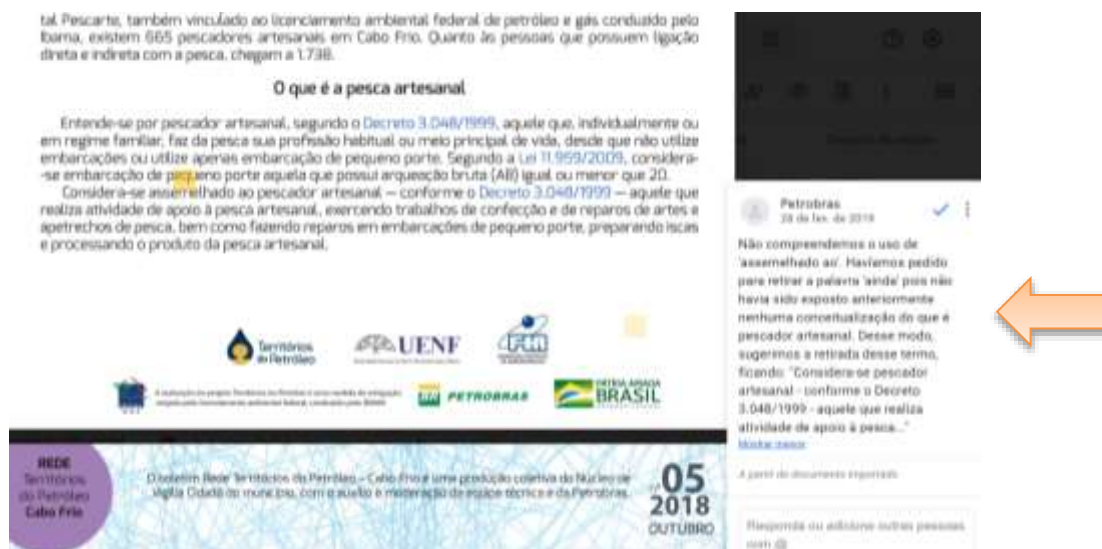 tal Pescarte, também vinculado ao licenciamento ambiental federal de petróleo e gás conduzido pelo
Ibama, existem 665 pescadores artesanais em Cabo Frio. Quanto às pessoas que possuem ligação
direta e indireta com a pesca, chegam a 1.738.
O que é a pesca artesanal
Entende-se por pescador artesanal, segundo o Decreto 3.048/1999, aquele que, individualmente ou
em regime familiar, faz da pesca sua profissão habitual ou meio principal de vida, desde que não utilize
embarcações ou utilize apenas embarcação de pequeno porte. Segundo a Lei 11.959/2009, considera-
-se embarcação de pequeno porte aquela que possui arqueação bruta (AB) igual ou menor que 20.
Considera-se assemelhado ao pescador artesanal — conforme o Decreto 3.048/1999 — aquele que
realiza atividade de apoio à pesca artesanal, exercendo trabalhos de confecção e de reparos de artes e
apetrechos de pesca, bem como fazendo reparos em embarcações de pequeno porte, preparando iscas
e processando o produto da pesca artesanal.
Territórios
do Petróleo
UENF
PETROBRAS
PÁTRIA AMADA
BRASIL
REDE
Territórios
do Petróleo
Cabo Frio
O boletim Rede Territórios do Petróleo - Cabo Frio é uma produção coletiva do Núcleo de
Vigília Cidadã do município, com o auxílio e moderação da equipe técnica e da Petrobras.
05
2018
OUTUBRO
Petrobras
28 de fev. de 2019
Não compreendemos o uso de
'assemelhado ao'. Havíamos pedido
para retirar a palavra 'ainda' pois não
havia sido exposto anteriormente
nenhuma conceitualização do que é
pescador artesanal. Desse modo,
sugerimos a retirada desse termo,
ficando: "Considera-se pescador
artesanal - conforme o Decreto
3.048/1999 - aquele que realiza
atividade de apoio à pesca..."
Mostrar menos
A partir do documento importado
Responda ou adicione outras pessoas
com @